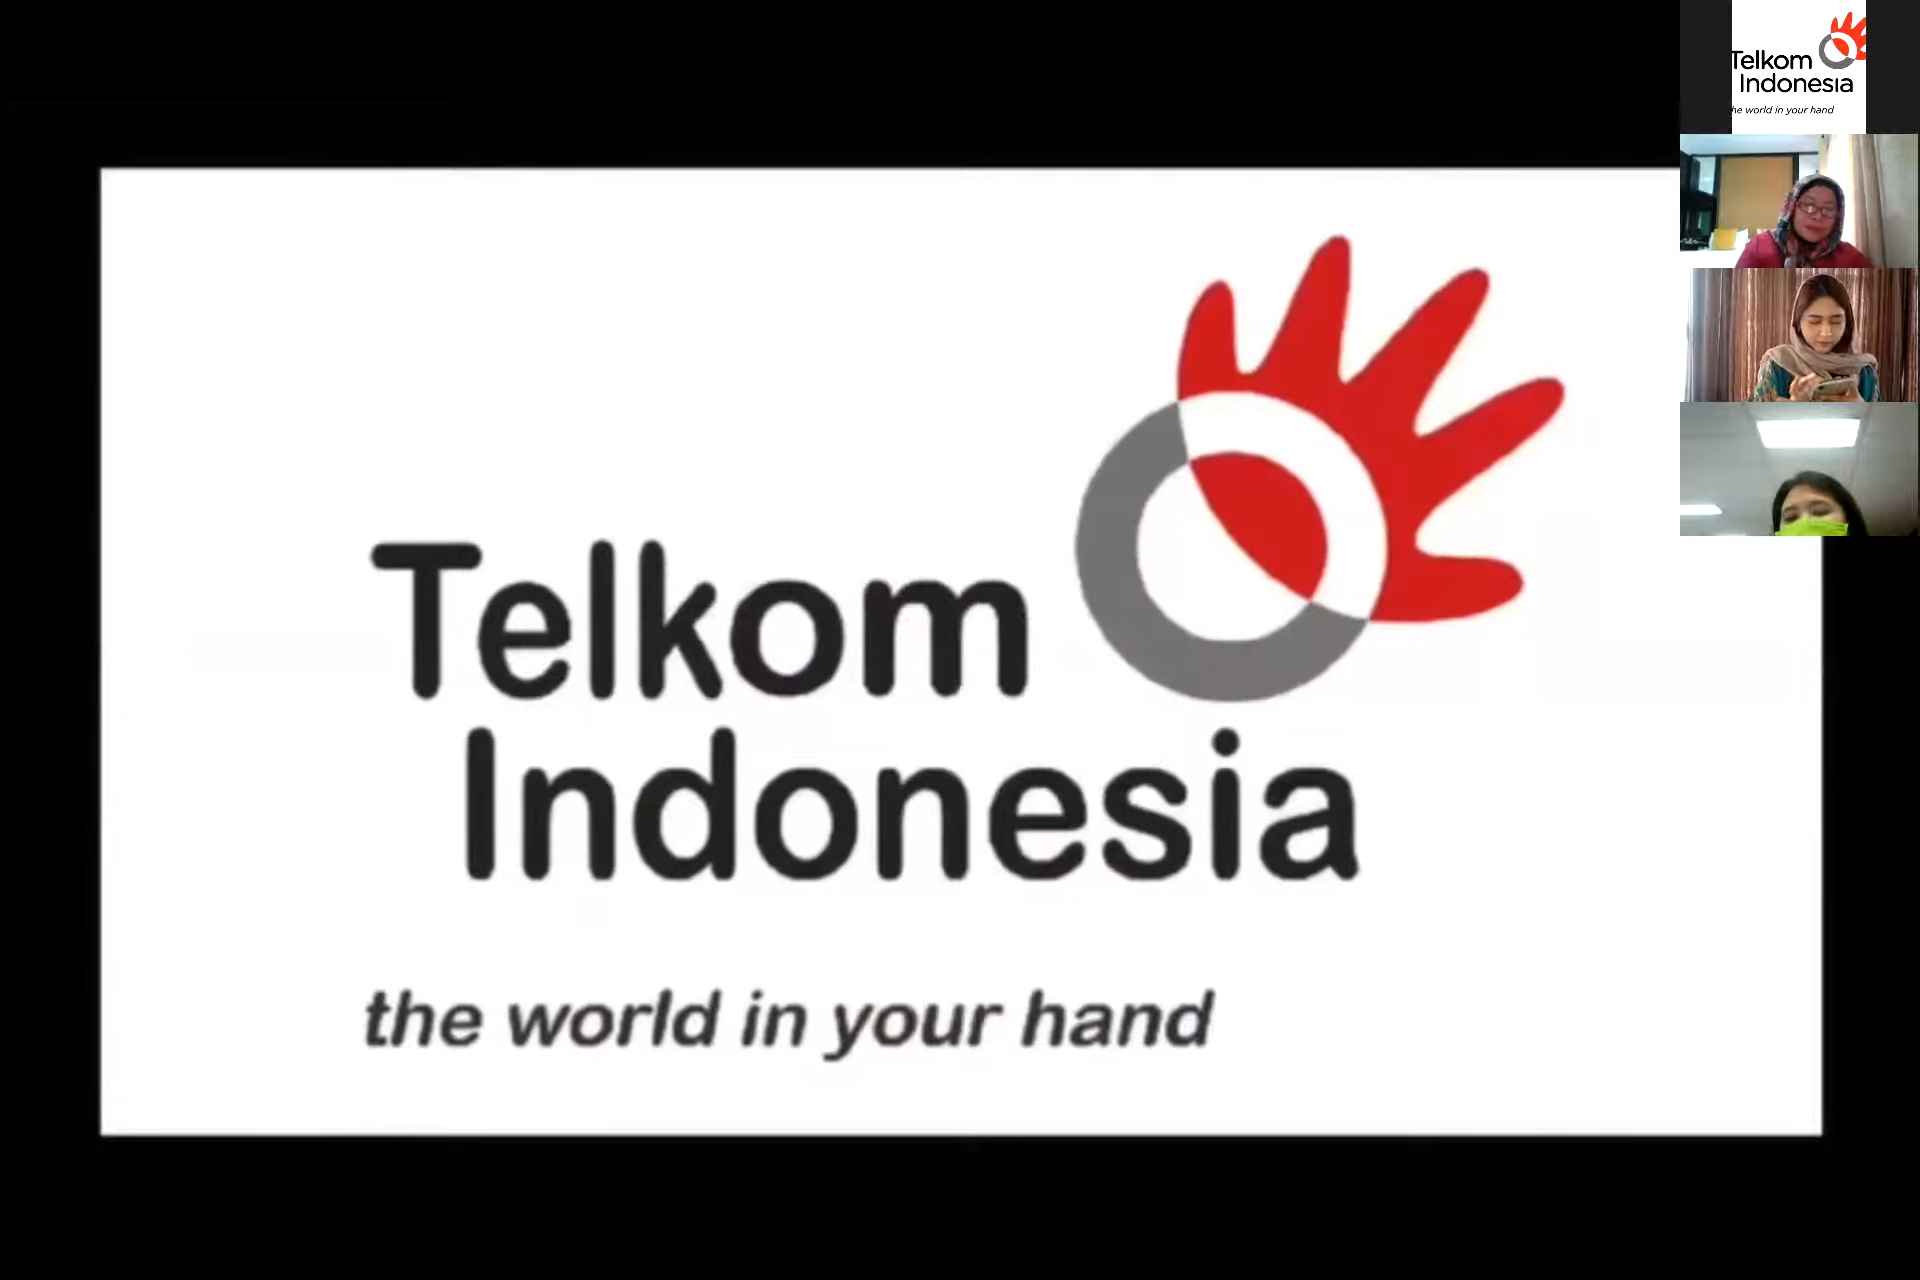 Telkom
Indonesia
the world in your hand
Telkom
Indonesia
he world in your hand